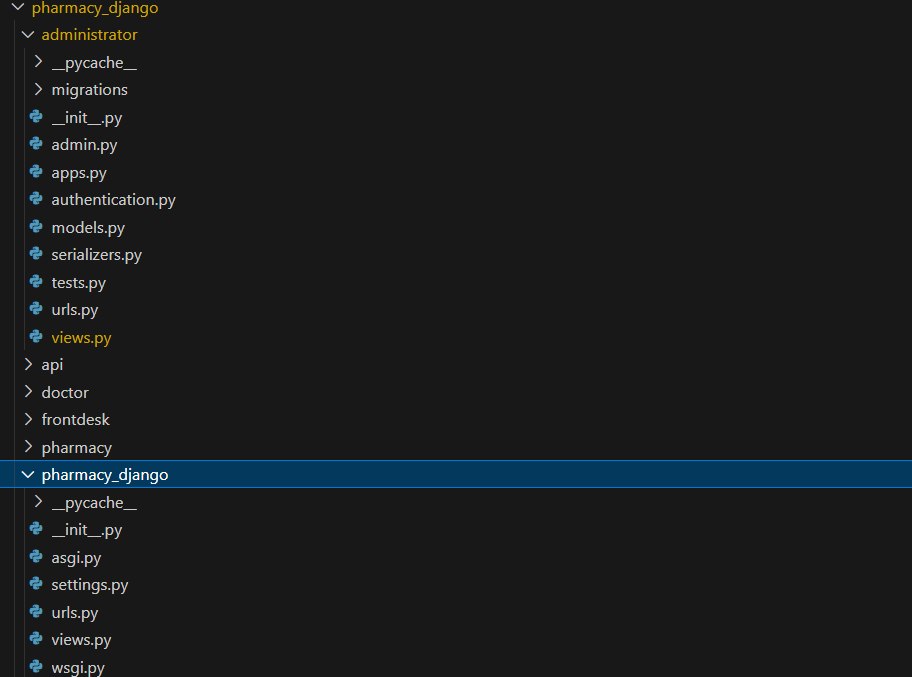 pharmacy_django
administrator
__pycache__
migrations
__init__.py
admin.py
apps.py
authentication.py
models.py
serializers.py
tests.py
urls.py
views.py
api
doctor
frontdesk
pharmacy
pharmacy_django
__pycache__
__init__.py
asgi.py
settings.py
urls.py
views.py
wsgi.py